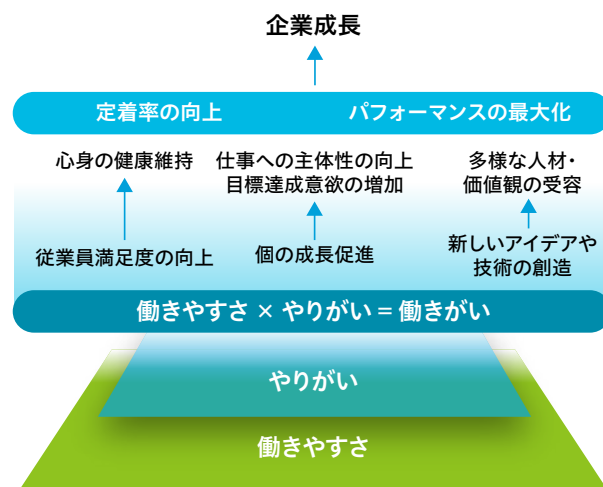 企業成長
定着率の向上
パフォーマンスの最大化
心身の健康維持
仕事への主体性の向上
目標達成意欲の増加
多様な人材・
価値観の受容
従業員満足度の向上
個の成長促進
新しいアイデアや
技術の創造
働きやすさ × やりがい = 働きがい
やりがい
働きやすさ